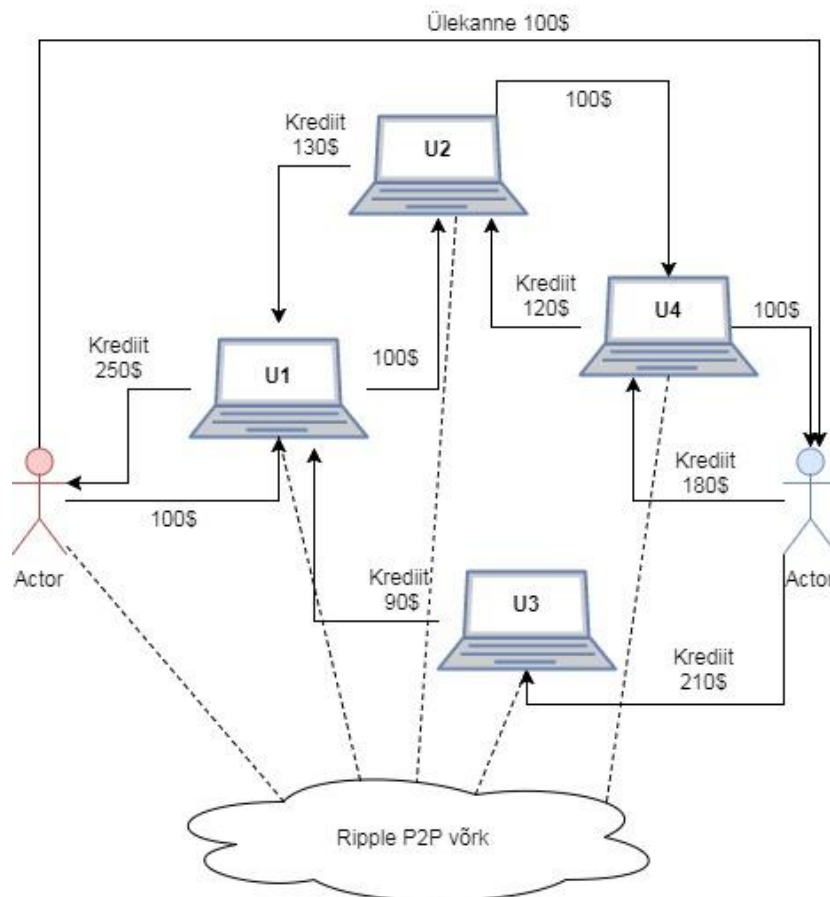 Ülekanne 100$
Krediit
130$
U2
100$
Krediit
120$
U4
100$
Krediit
250$
U1
100$
Krediit
180$
100$
Actor
Actor
Krediit
90$
U3
Krediit
210$
Ripple P2P võrk